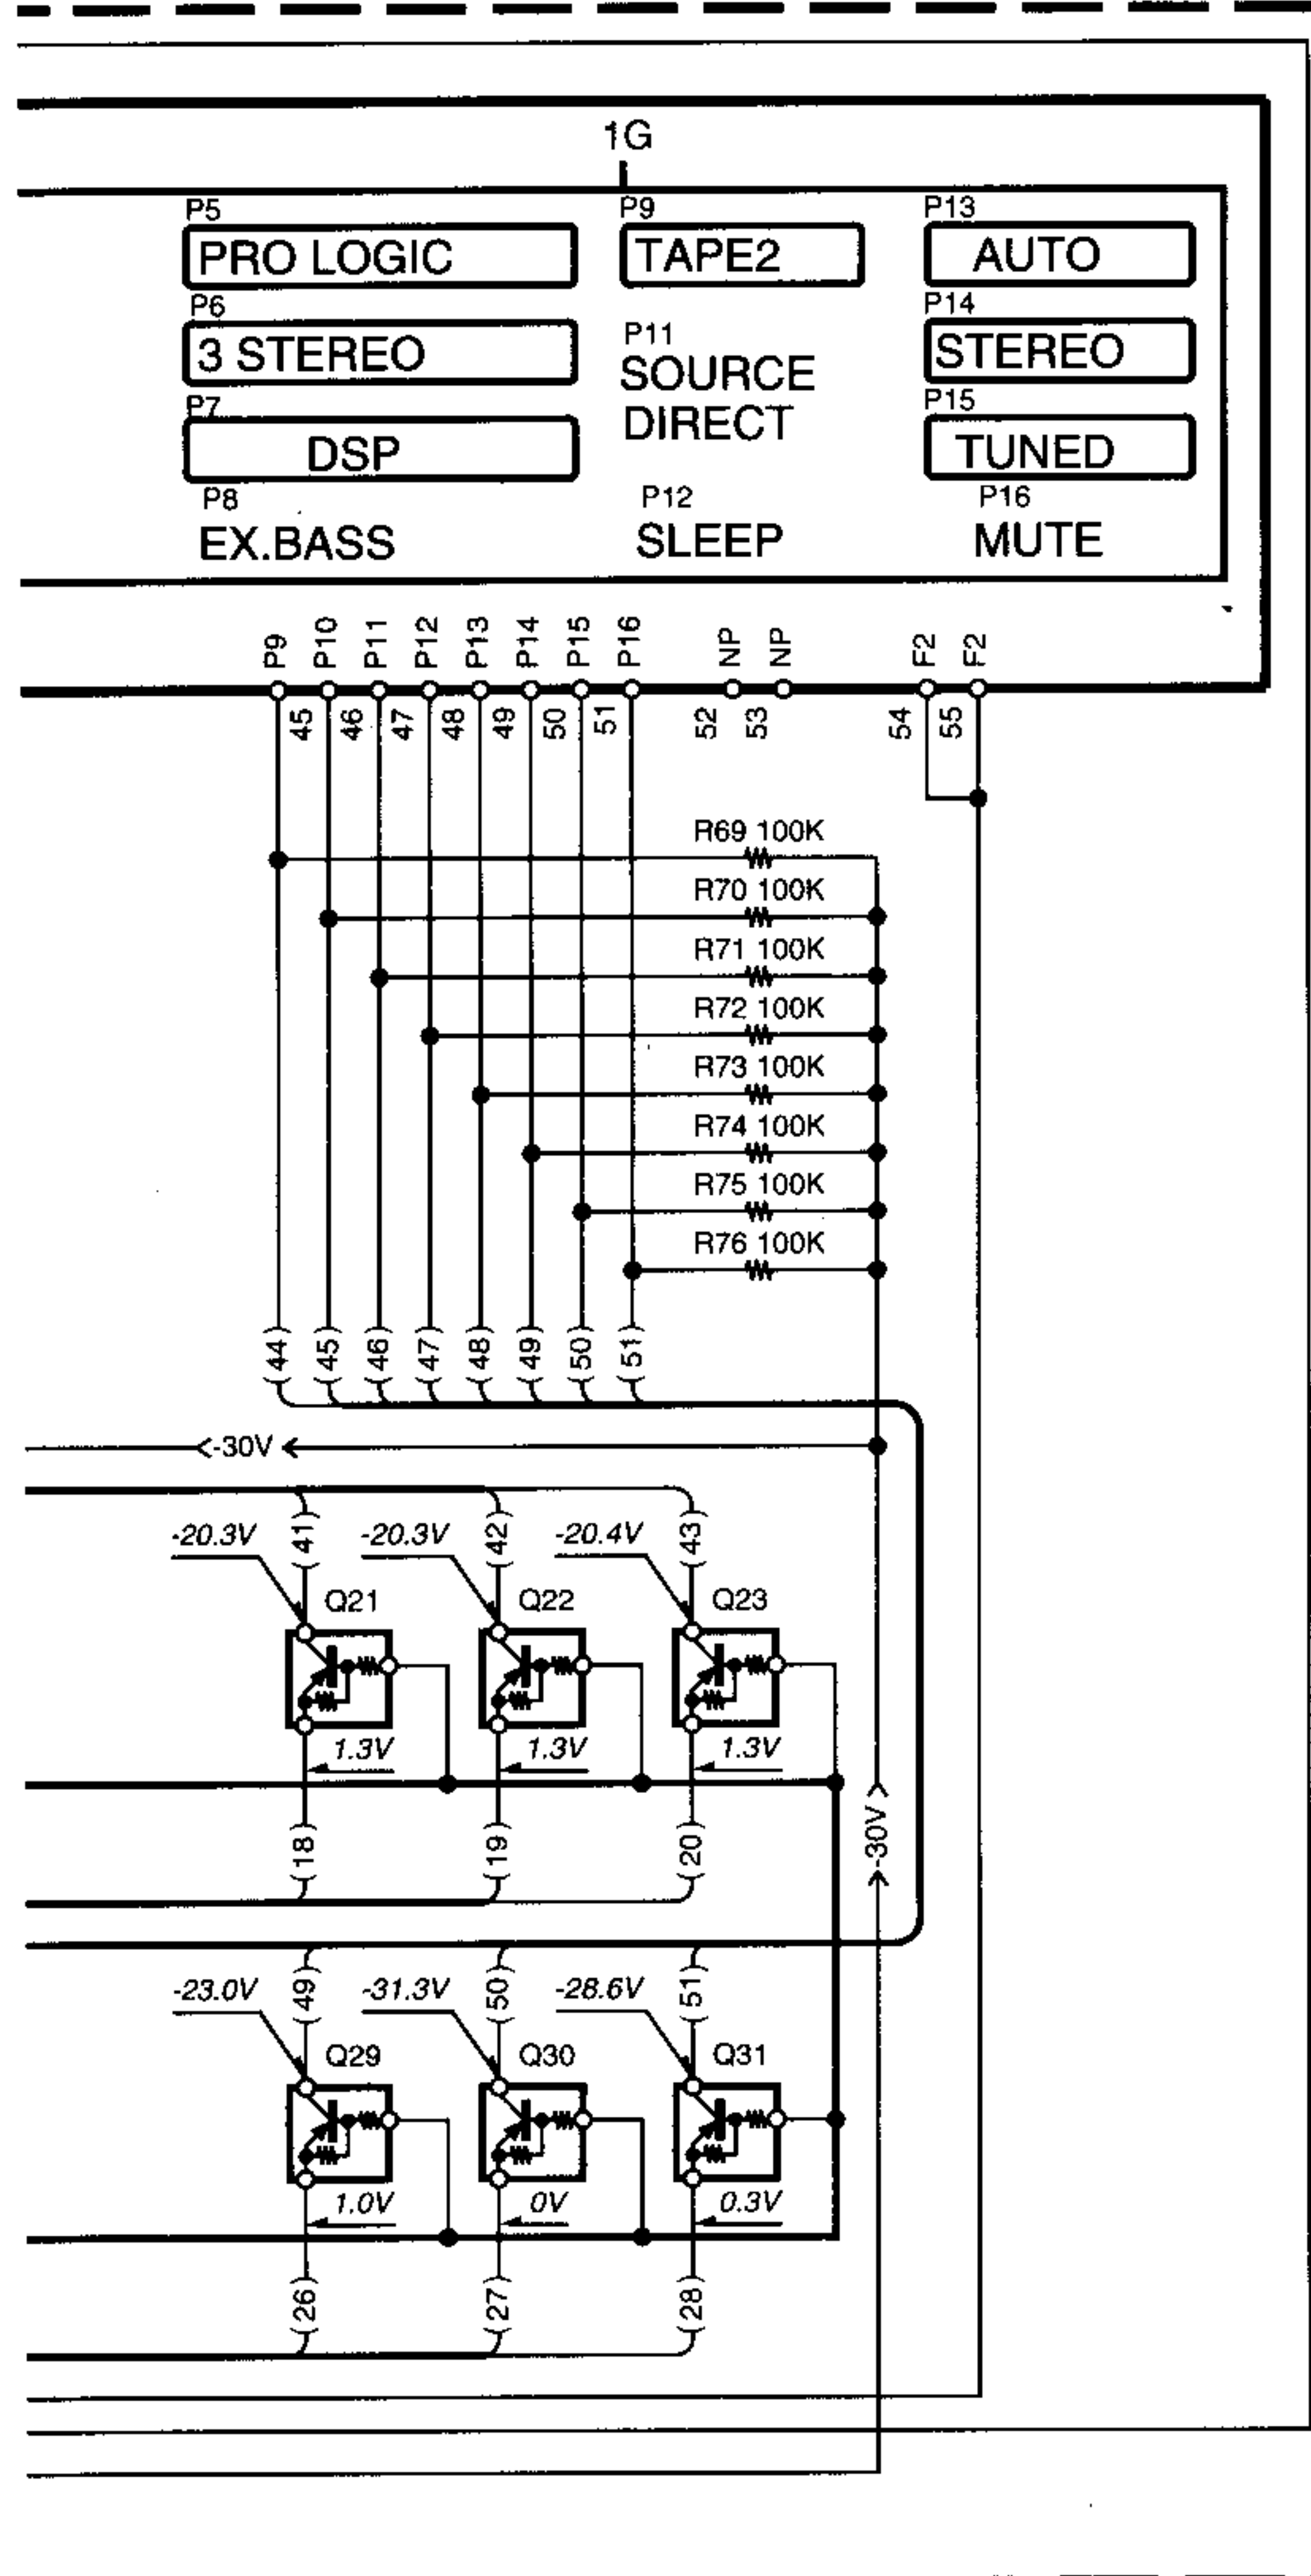 1G
P5 P9 P13
PRO LOGIC TAPE2 AUTO
P6 P11 P14
3 STEREO SOURCE STEREO
DIRECT
P7 P15
DSP TUNED
P8 P12 P16
EX.BASS SLEEP MUTE
P9 P10 P11 P12 P13 P14 P15 P16 NP NP F2 F2
45 46 47 48 49 50 51 52 53 54 55
R69 100K
R70 100K
R71 100K
R72 100K
R73 100K
R74 100K
R75 100K
R76 100K
(44) (45) (46) (47) (48) (49) (50) (51)
-30V
(41) (42) (43)
-20.3V -20.3V -20.4V
Q21 Q22 Q23
1.3V 1.3V 1.3V
-30V
(18) (19) (20)
(49) (50) (51)
-23.0V -31.3V -28.6V
Q29 Q30 Q31
1.0V 0V 0.3V
(26) (27) (28)